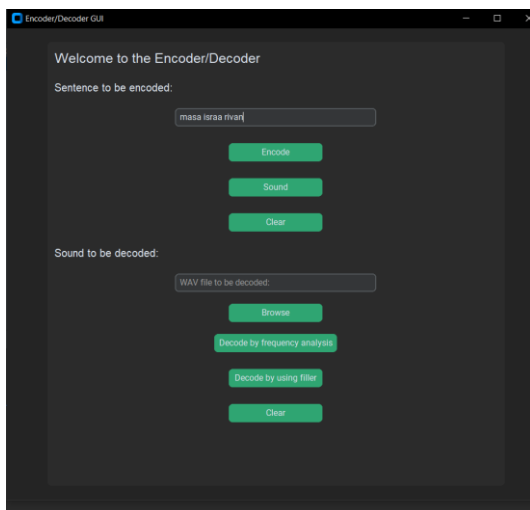 Encoder/Decoder GUI
Welcome to the Encoder/Decoder
Sentence to be encoded:
masa israa rivan
Encode
Sound
Clear
Sound to be decoded:
WAV file to be decoded:
Browse
Decode by frequency analysis
Decode by using filler
Clear